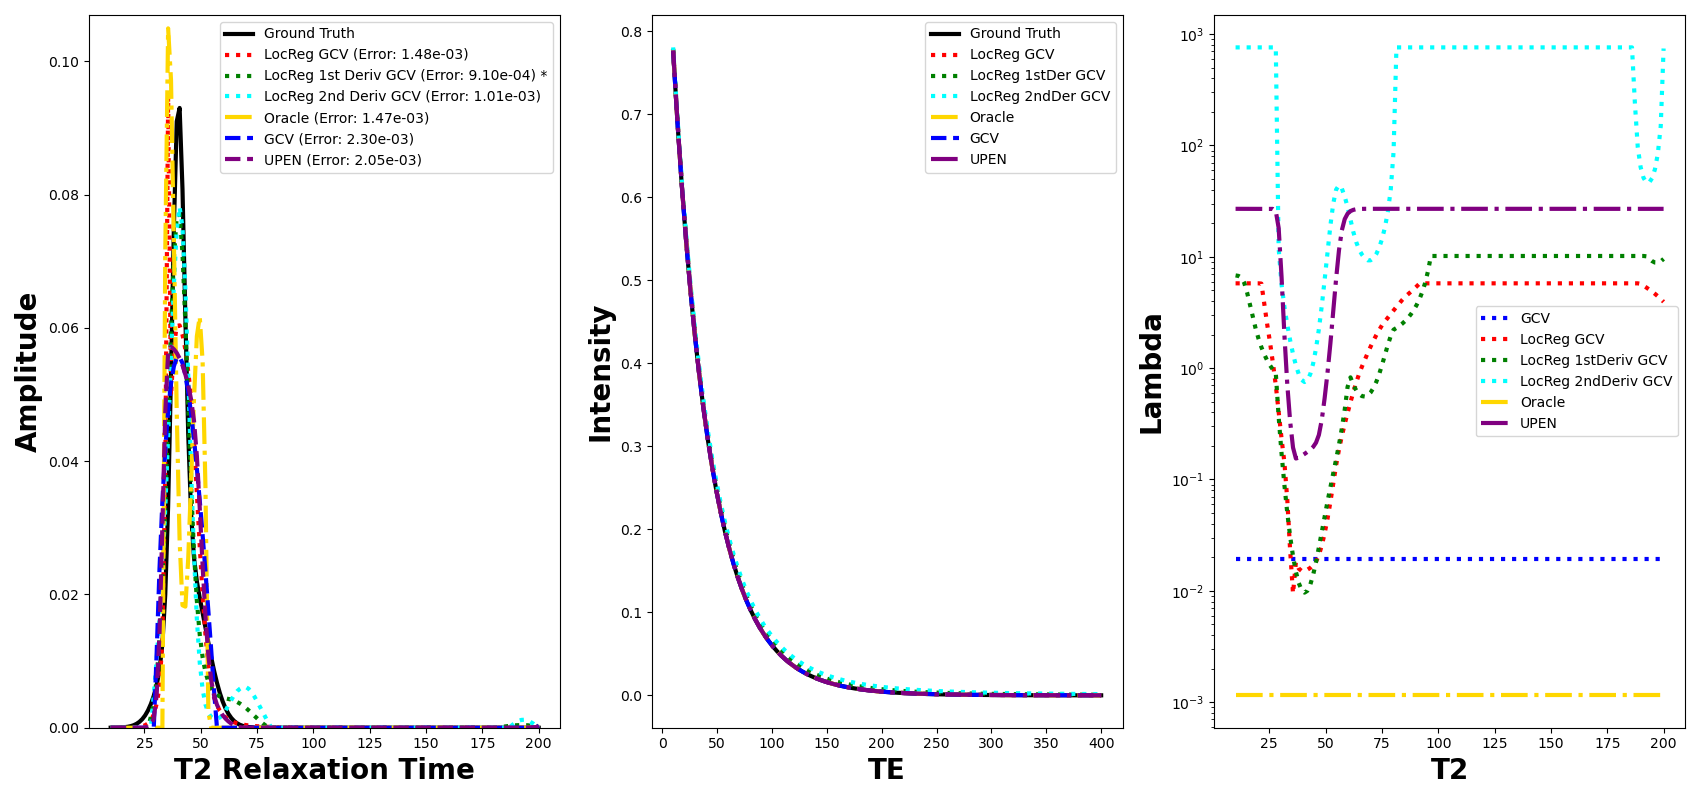 Amplitude
0.10
0.08
0.06
0.04
0.02
0.00
25 50 75 100 125 150 175 200
T2 Relaxation Time
Ground Truth
LocReg GCV (Error: 1.48e-03)
LocReg 1st Deriv GCV (Error: 9.10e-04) *
LocReg 2nd Deriv GCV (Error: 1.01e-03)
Oracle (Error: 1.47e-03)
GCV (Error: 2.30e-03)
UPEN (Error: 2.05e-03)
Intensity
0.8
0.7
0.6
0.5
0.4
0.3
0.2
0.1
0.0
0 50 100 150 200 250 300 350 400
TE
Ground Truth
LocReg GCV
LocReg 1stDer GCV
LocReg 2ndDer GCV
Oracle
GCV
UPEN
Lambda
10³
10²
10¹
10⁰
10⁻¹
10⁻²
10⁻³
25 50 75 100 125 150 175 200
T2
GCV
LocReg GCV
LocReg 1stDeriv GCV
LocReg 2ndDeriv GCV
Oracle
UPEN